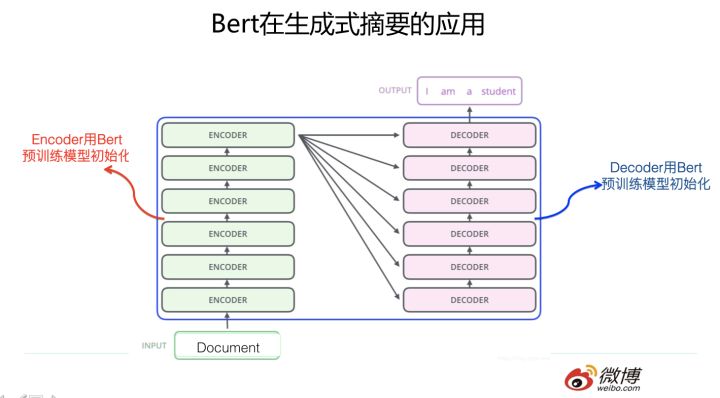 Bert在生成式摘要的应用
OUTPUT
I am a student
Encoder用Bert
预训练模型初始化
ENCODER
ENCODER
ENCODER
ENCODER
ENCODER
ENCODER
DECODER
DECODER
DECODER
DECODER
DECODER
DECODER
Decoder用Bert
预训练模型初始化
INPUT
Document
微博
weibo.com